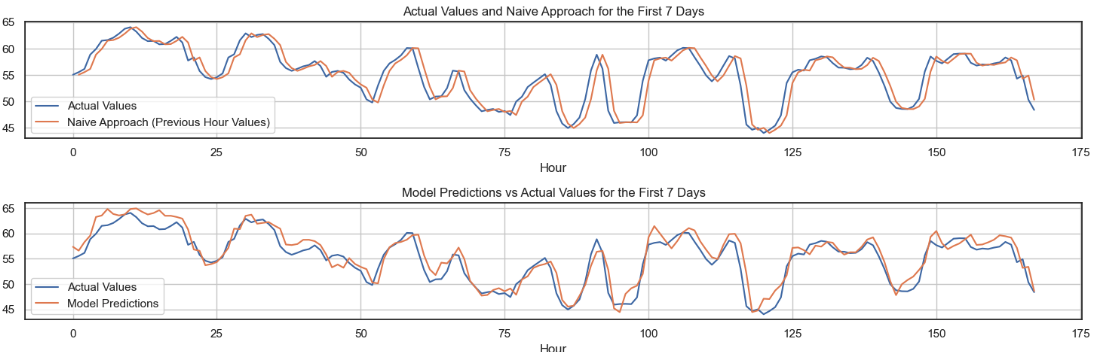 Actual Values and Naive Approach for the First 7 Days
65
60
55
50
45
Actual Values
Naive Approach (Previous Hour Values)
0 25 50 75 100 125 150 175
Hour
Model Predictions vs Actual Values for the First 7 Days
65
60
55
50
45
Actual Values
Model Predictions
0 25 50 75 100 125 150 175
Hour